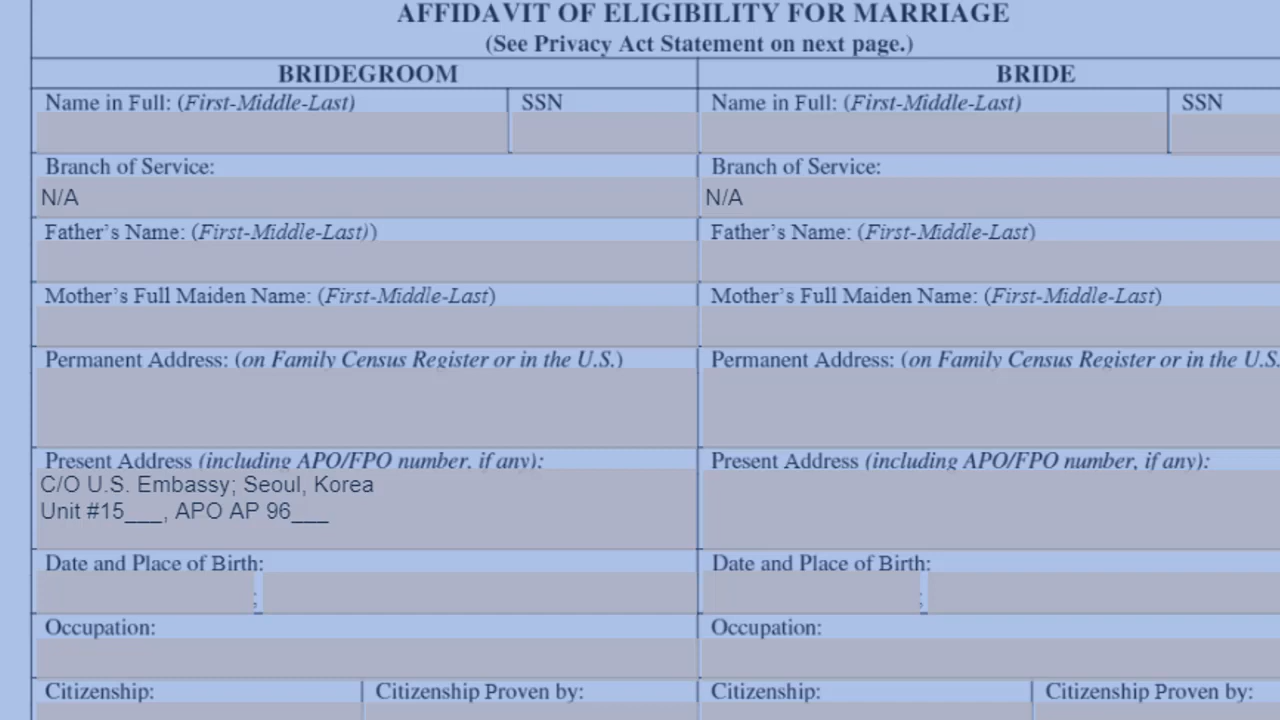 AFFIDAVIT OF ELIGIBILITY FOR MARRIAGE
(See Privacy Act Statement on next page.)
BRIDEGROOM
BRIDE
Name in Full: (First-Middle-Last)
SSN
Name in Full: (First-Middle-Last)
SSN
Branch of Service:
N/A
Branch of Service:
N/A
Father's Name: (First-Middle-Last))
Father's Name: (First-Middle-Last)
Mother's Full Maiden Name: (First-Middle-Last)
Mother's Full Maiden Name: (First-Middle-Last)
Permanent Address: (on Family Census Register or in the U.S.)
Permanent Address: (on Family Census Register or in the U.S.
Present Address (including APO/FPO number, if any):
C/O U.S. Embassy; Seoul, Korea
Unit #15___, APO AP 96___
Present Address (including APO/FPO number, if any):
Date and Place of Birth:
;
Date and Place of Birth:
;
Occupation:
Occupation:
Citizenship:
Citizenship Proven by:
Citizenship:
Citizenship Proven by: